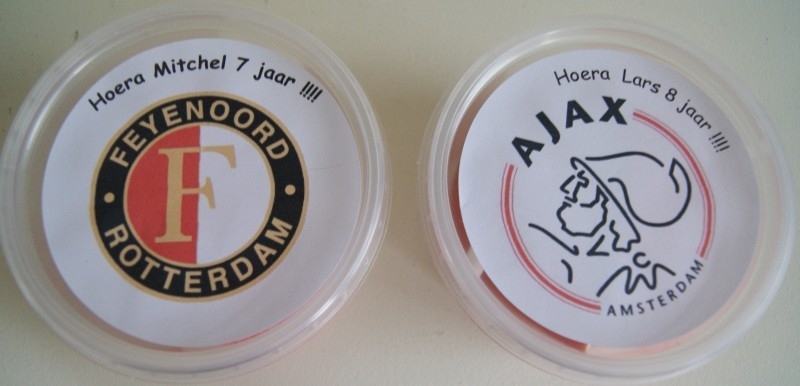 Hoera Mitchel 7 jaar !!!!
FEYENOORD
F
ROTTERDAM
Hoera Lars 8 jaar !!!!
AJAX
AMSTERDAM